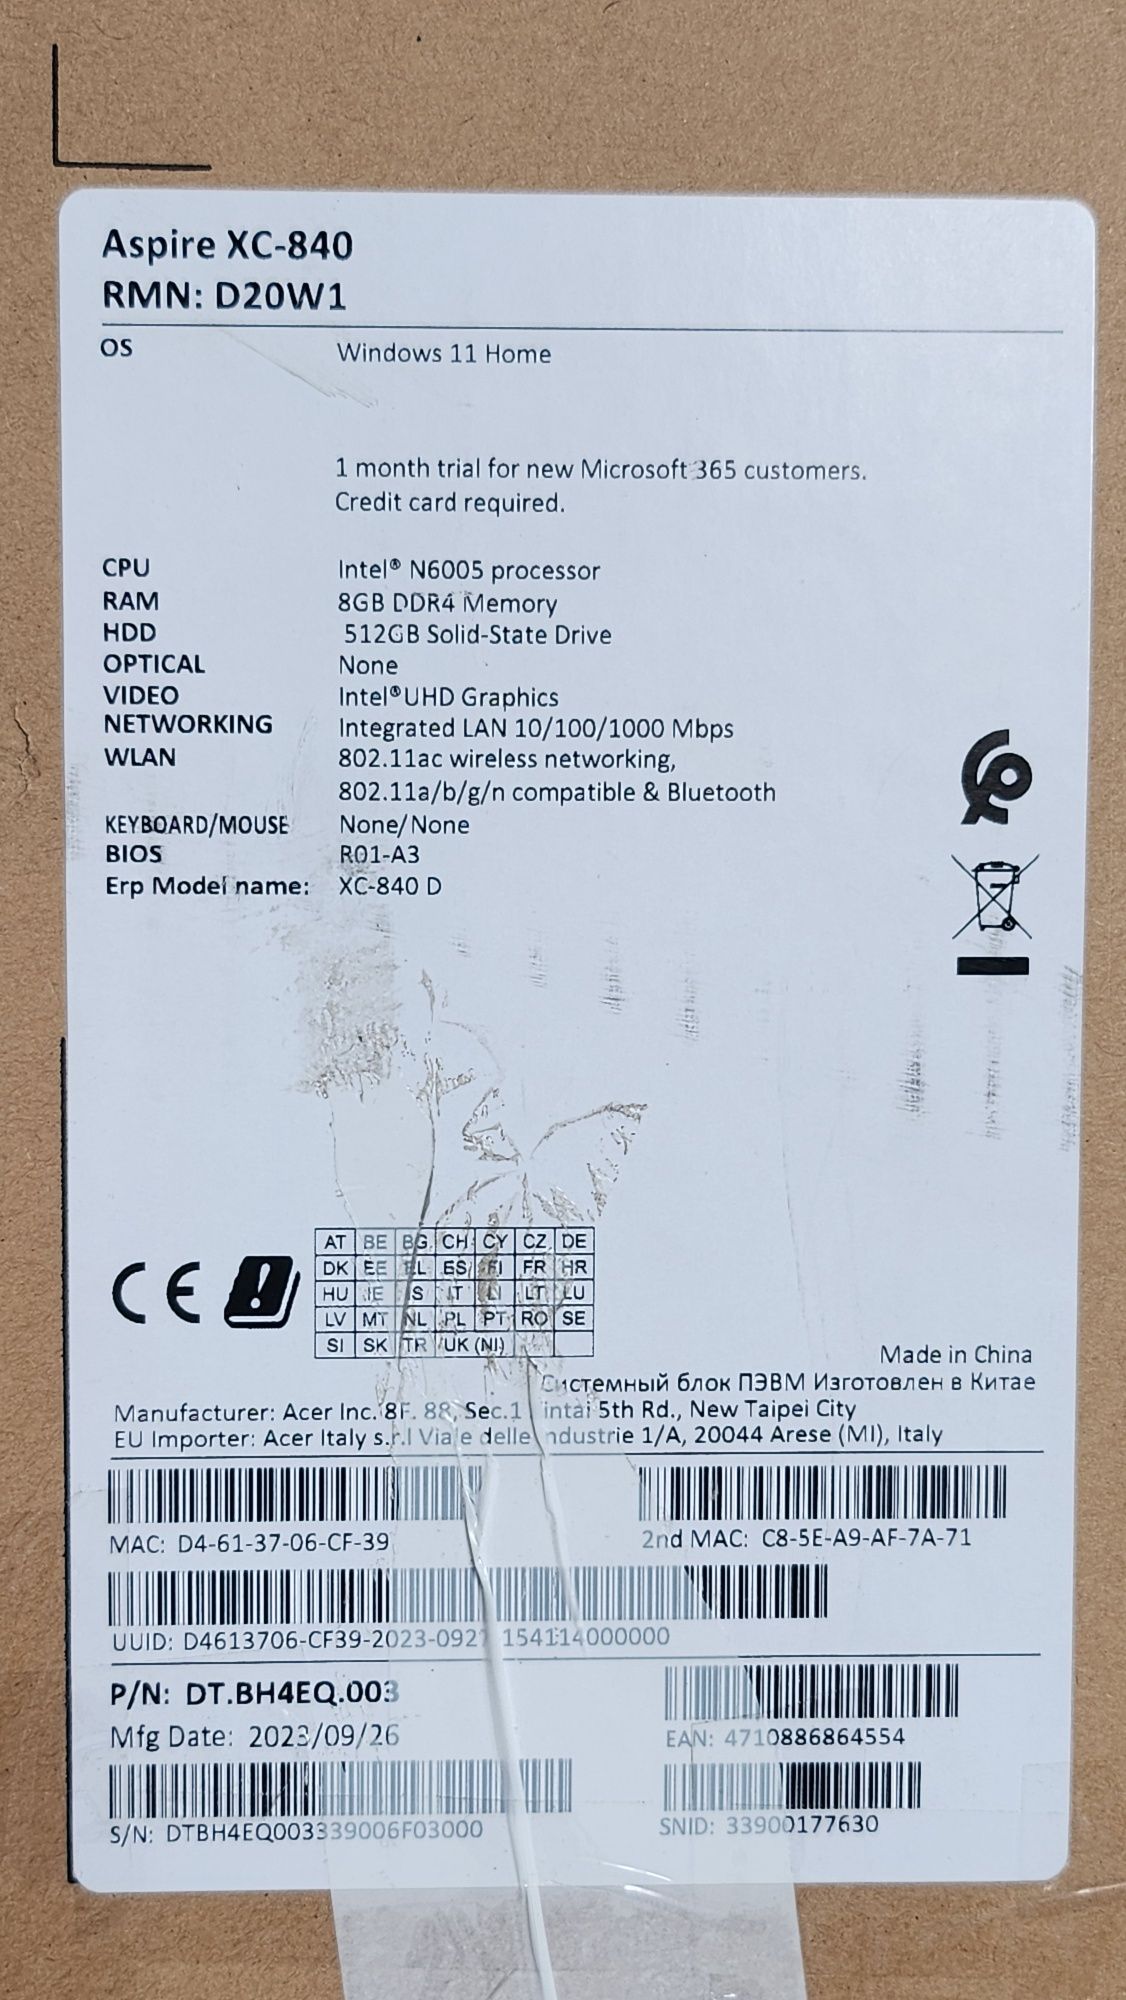 Aspire XC-840
RMN: D20W1
OS Windows 11 Home
1 month trial for new Microsoft 365 customers.
Credit card required.
CPU Intel® N6005 processor
RAM 8GB DDR4 Memory
HDD 512GB Solid-State Drive
OPTICAL None
VIDEO Intel®UHD Graphics
NETWORKING Integrated LAN 10/100/1000 Mbps
WLAN 802.11ac wireless networking,
802.11a/b/g/n compatible & Bluetooth
KEYBOARD/MOUSE None/None
BIOS R01-A3
Erp Model name: XC-840 D
CE
AT BE BG CH CY CZ DE
DK EE EL ES FI FR HR
HU IE IS IT LI LT LU
LV MT NL PL PT RO SE
SI SK TR UK (NI)
Made in China
Системный блок ПЭВМ Изготовлен в Китае
Manufacturer: Acer Inc. 8F. 88, Sec.1 5th Rd., New Taipei City
EU Importer: Acer Italy s.r.l Viale delle Industrie 1/A, 20044 Arese (MI), Italy
MAC: D4-61-37-06-CF-39
2nd MAC: C8-5E-A9-AF-7A-71
UUID: D4613706-CF39-2023-0927-154114000000
P/N: DT.BH4EQ.003
Mfg Date: 2023/09/26
EAN: 4710886864554
S/N: DTBH4EQ003339006F03000
SNID: 33900177630